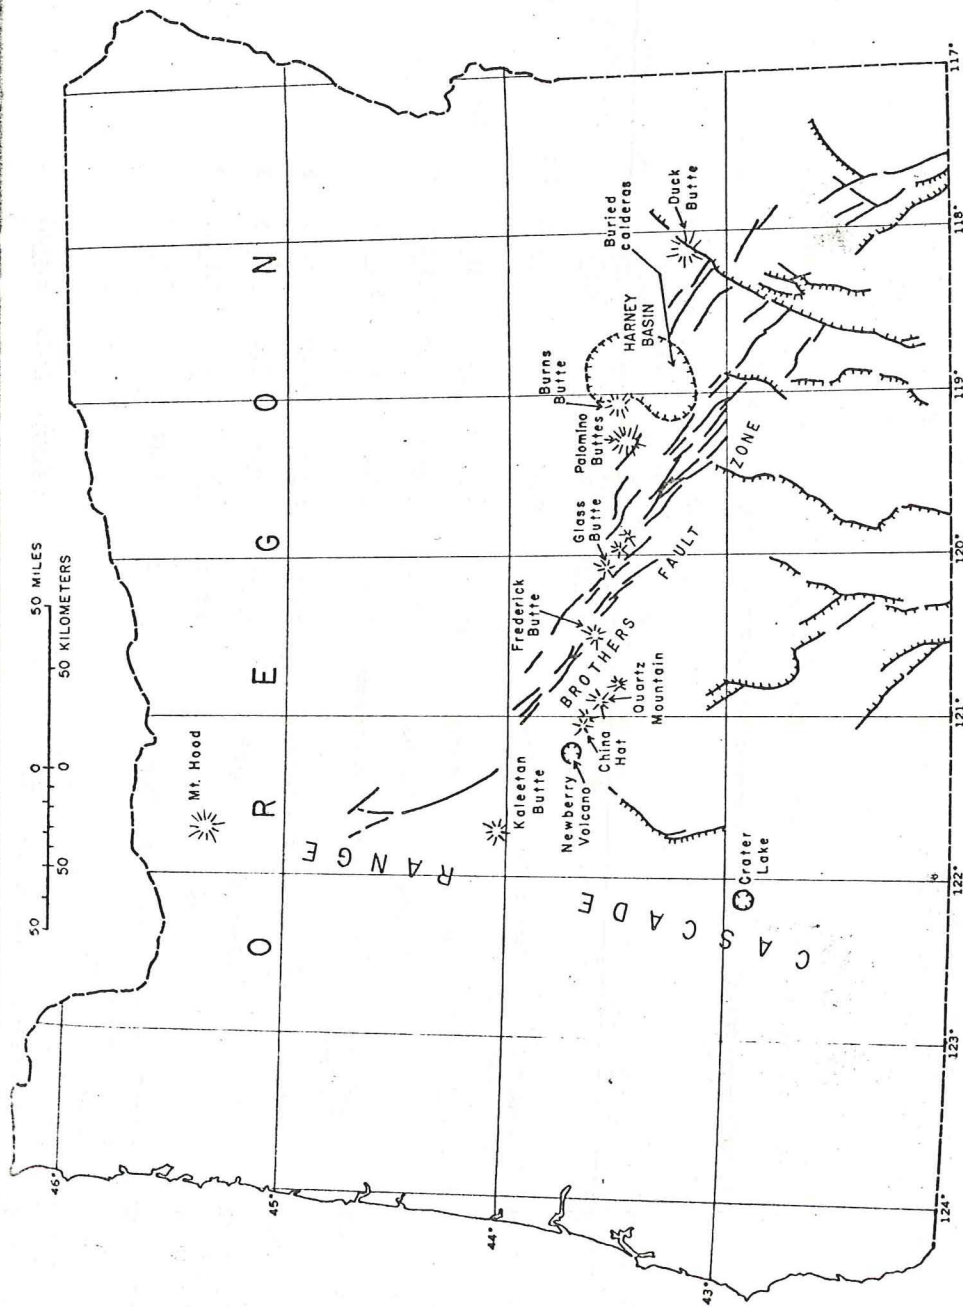 50 0 50 MILES
50 0 50 KILOMETERS
46°
45°
44°
43°
124°
123°
122°
121°
120°
119°
118°
117°
OREGON
Mt. Hood
CASCADE RANGE
Kaleetan
Butte
Newberry
Volcano
China
Hat
Quartz
Mountain
Frederick
Butte
Glass
Butte
Palomino
Buttes
Burns
Butte
HARNEY
BASIN
Buried
calderas
Duck
Butte
BROTHERS FAULT ZONE
Crater
Lake